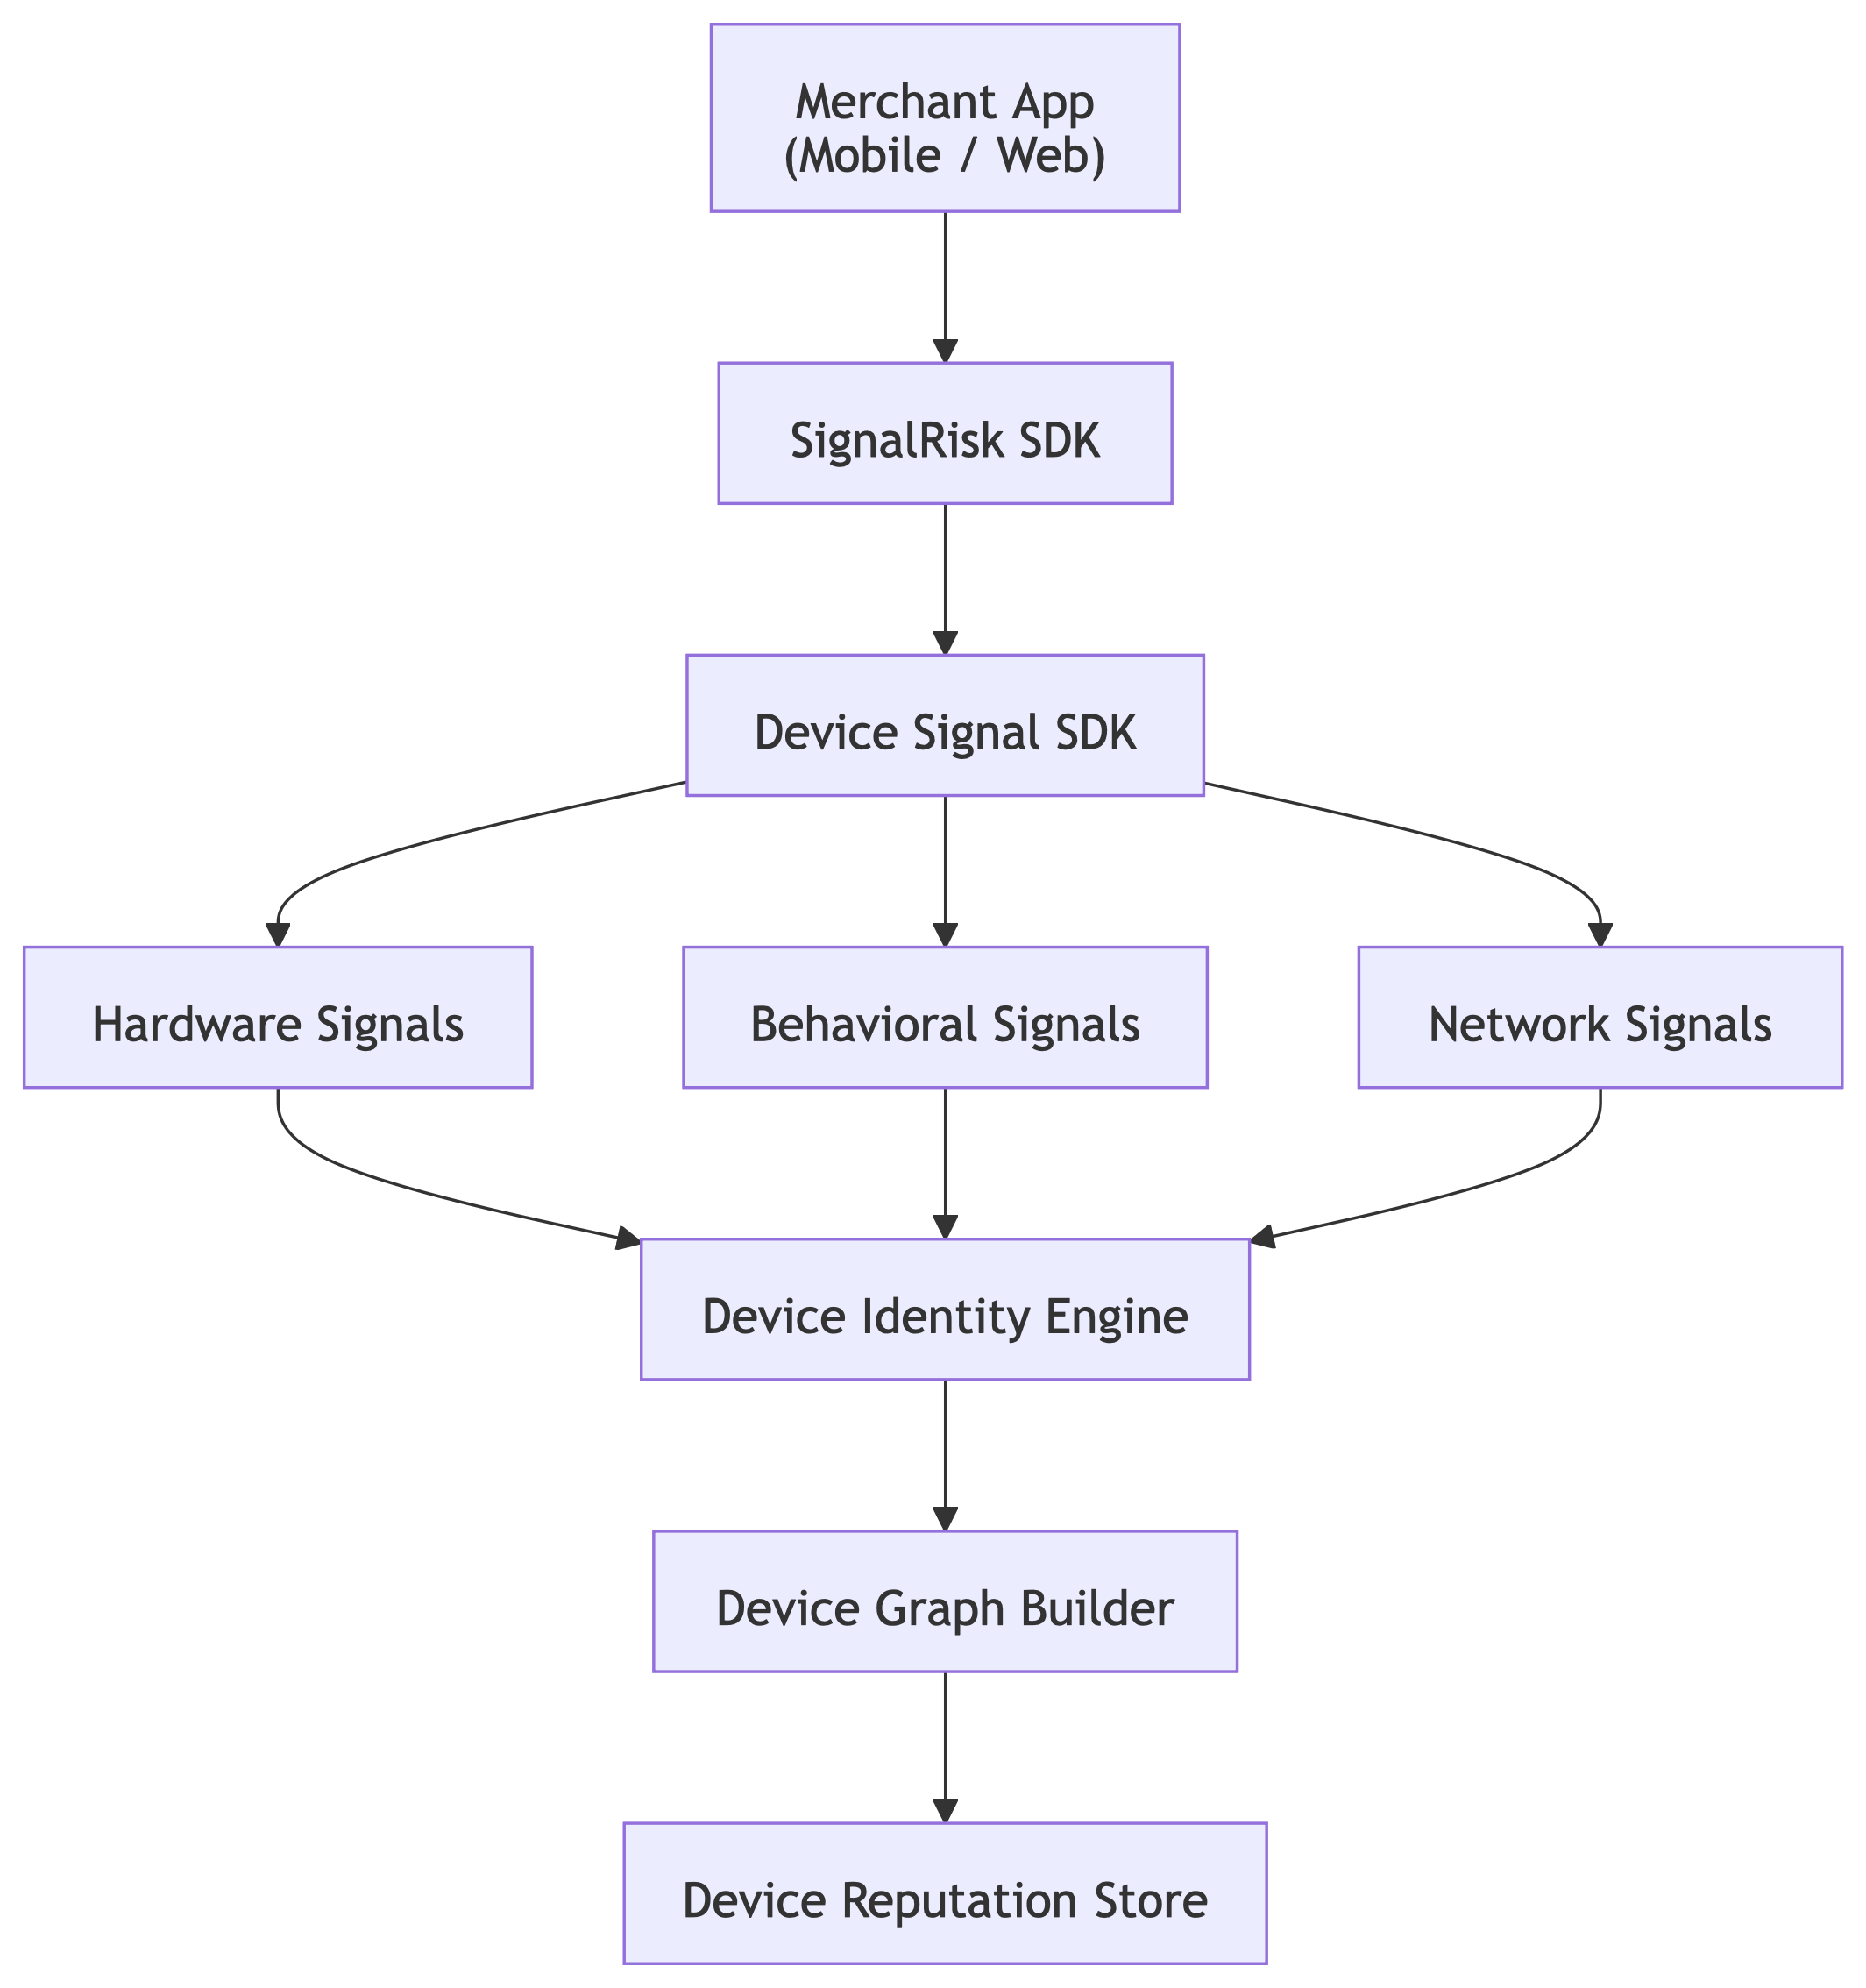 Merchant App
(Mobile / Web)
SignalRisk SDK
Device Signal SDK
Hardware Signals
Behavioral Signals
Network Signals
Device Identity Engine
Device Graph Builder
Device Reputation Store